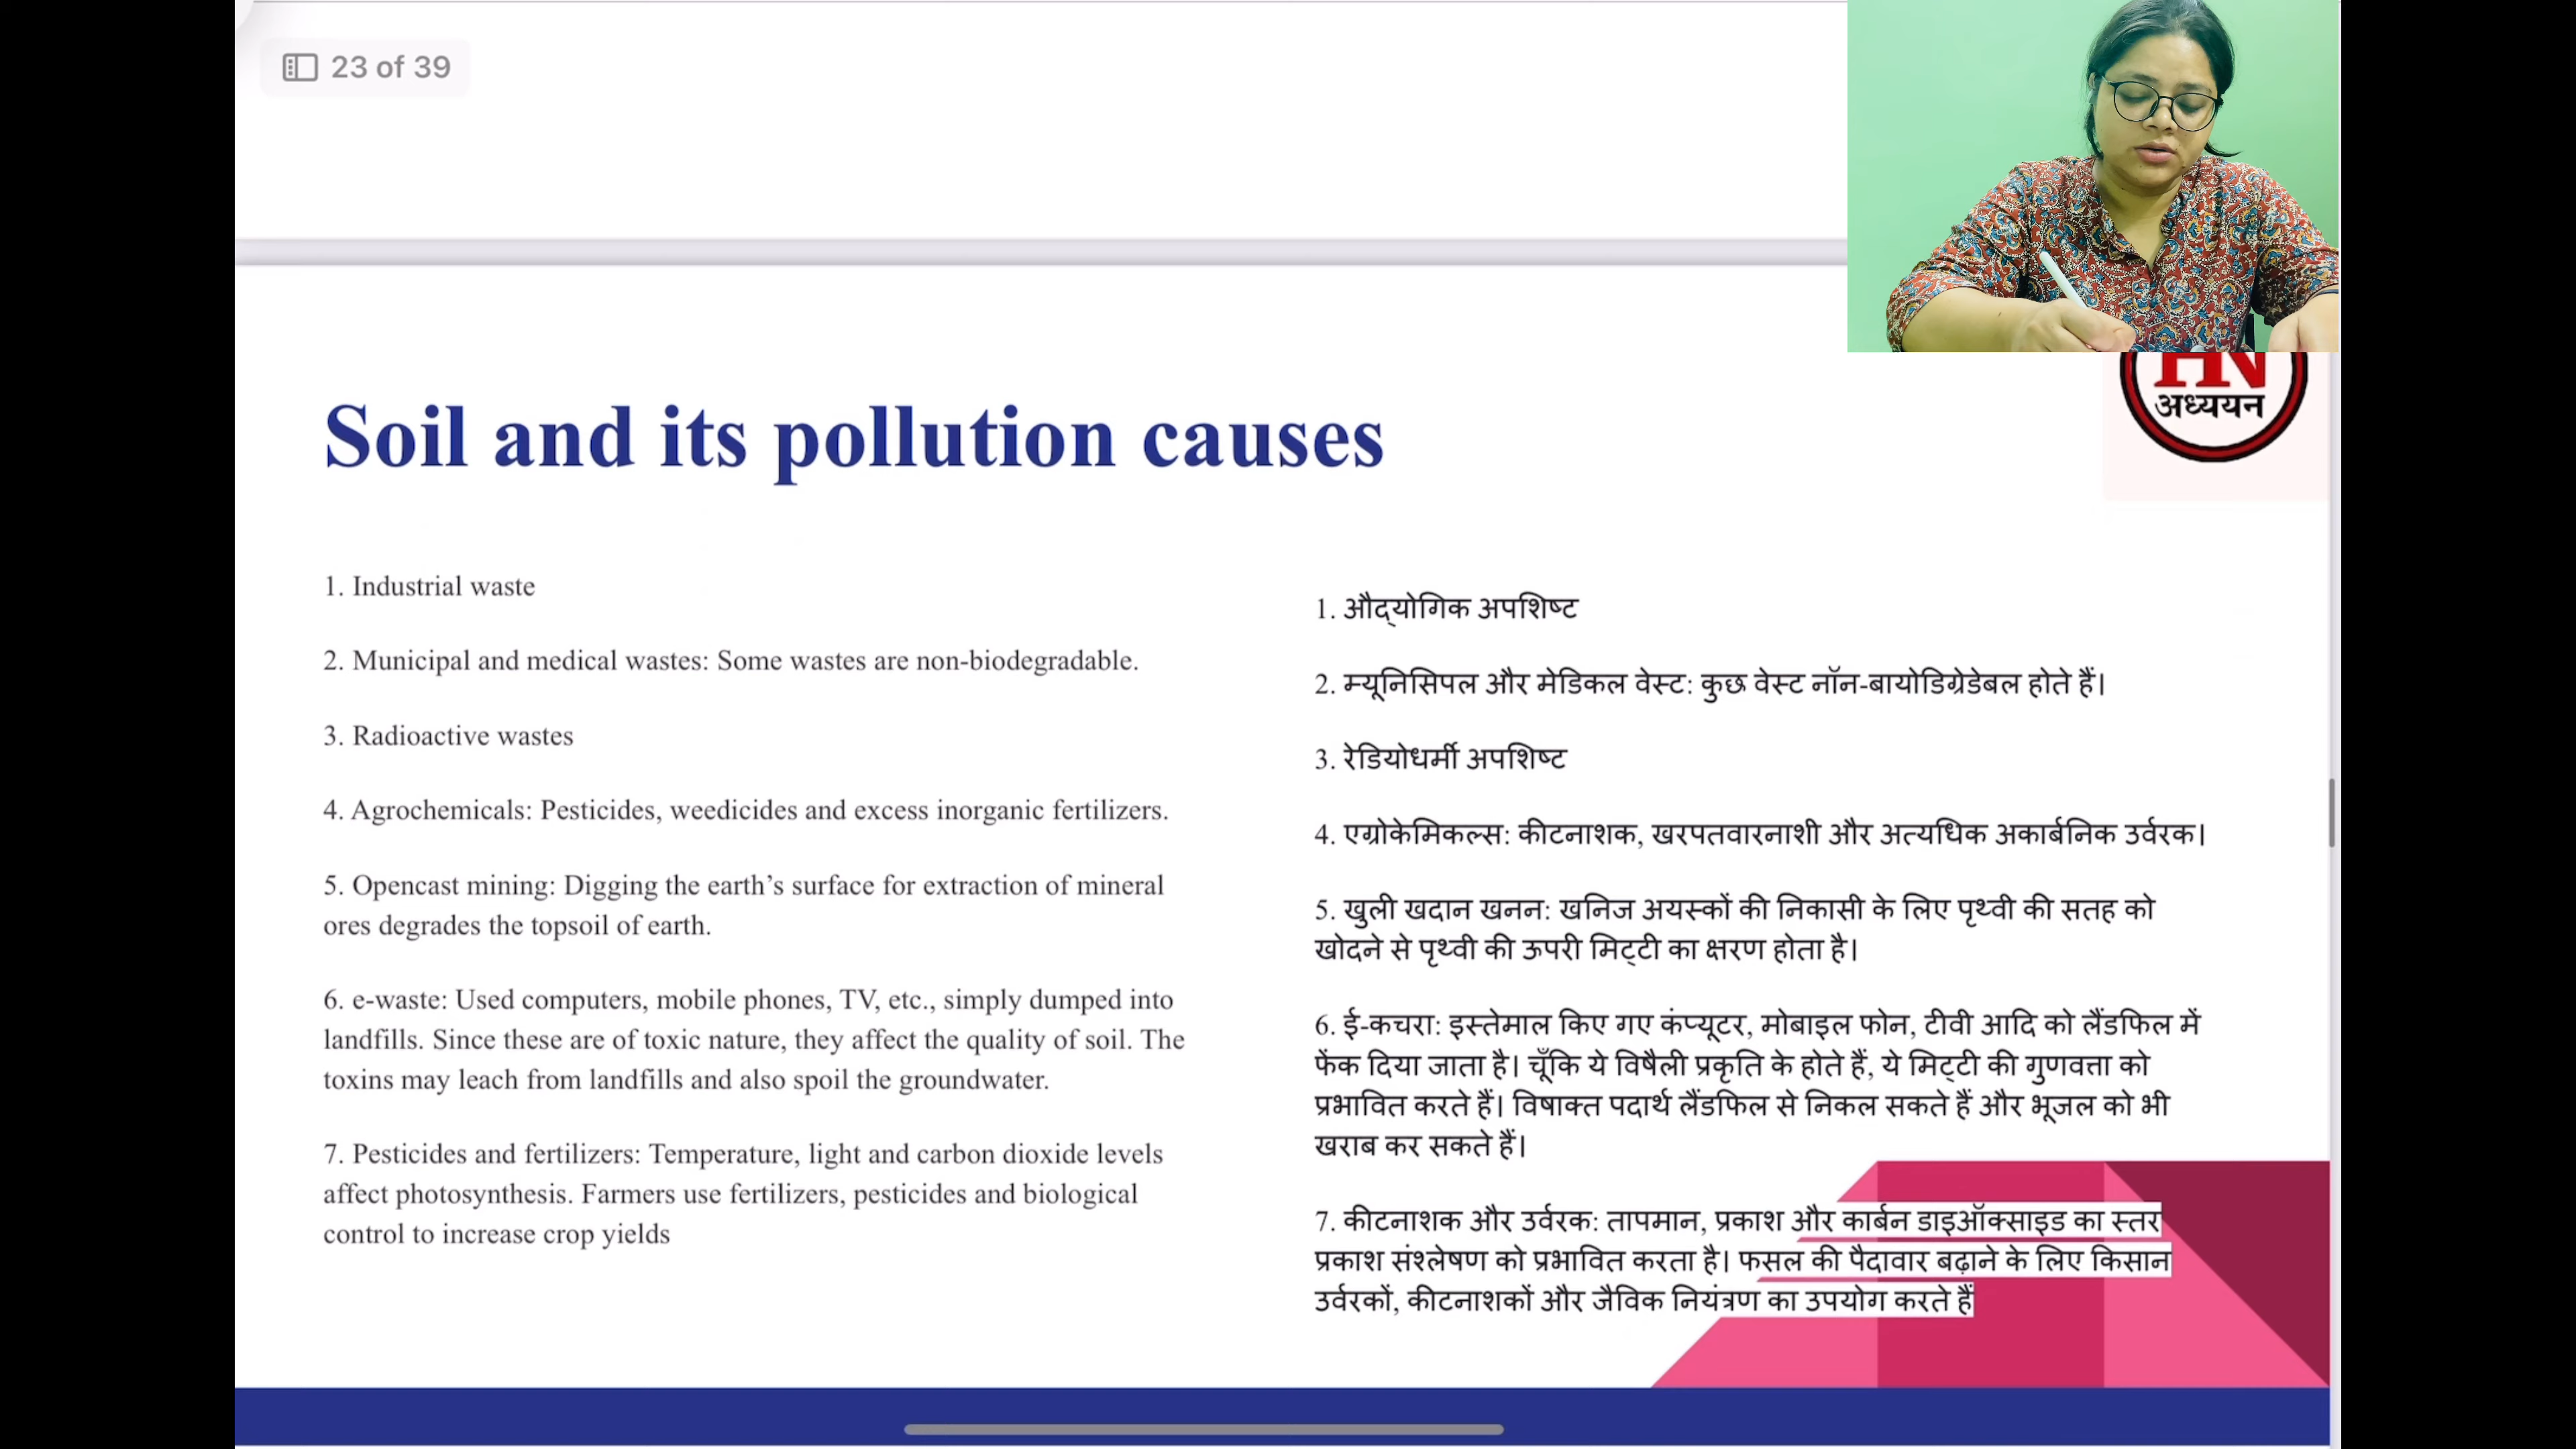 23 of 39
HN
अध्ययन
Soil and its pollution causes
1. Industrial waste
2. Municipal and medical wastes: Some wastes are non-biodegradable.
3. Radioactive wastes
4. Agrochemicals: Pesticides, weedicides and excess inorganic fertilizers.
5. Opencast mining: Digging the earth’s surface for extraction of mineral
ores degrades the topsoil of earth.
6. e-waste: Used computers, mobile phones, TV, etc., simply dumped into
landfills. Since these are of toxic nature, they affect the quality of soil. The
toxins may leach from landfills and also spoil the groundwater.
7. Pesticides and fertilizers: Temperature, light and carbon dioxide levels
affect photosynthesis. Farmers use fertilizers, pesticides and biological
control to increase crop yields
1. औद्योगिक अपशिष्ट
2. म्यूनिसिपल और मेडिकल वेस्ट: कुछ वेस्ट नॉन-बायोडिग्रेडेबल होते हैं।
3. रेडियोधर्मी अपशिष्ट
4. एग्रोकेमिकल्स: कीटनाशक, खरपतवारनाशी और अत्यधिक अकार्बनिक उर्वरक।
5. खुली खदान खनन: खनिज अयस्कों की निकासी के लिए पृथ्वी की सतह को
खोदने से पृथ्वी की ऊपरी मिट्टी का क्षरण होता है।
6. ई-कचरा: इस्तेमाल किए गए कंप्यूटर, मोबाइल फोन, टीवी आदि को लैंडफिल में
फेंक दिया जाता है। चूँकि ये विषैली प्रकृति के होते हैं, ये मिट्टी की गुणवत्ता को
प्रभावित करते हैं। विषाक्त पदार्थ लैंडफिल से निकल सकते हैं और भूजल को भी
खराब कर सकते हैं।
7. कीटनाशक और उर्वरक: तापमान, प्रकाश और कार्बन डाइऑक्साइड का स्तर
प्रकाश संश्लेषण को प्रभावित करता है। फसल की पैदावार बढ़ाने के लिए किसान
उर्वरकों, कीटनाशकों और जैविक नियंत्रण का उपयोग करते हैं